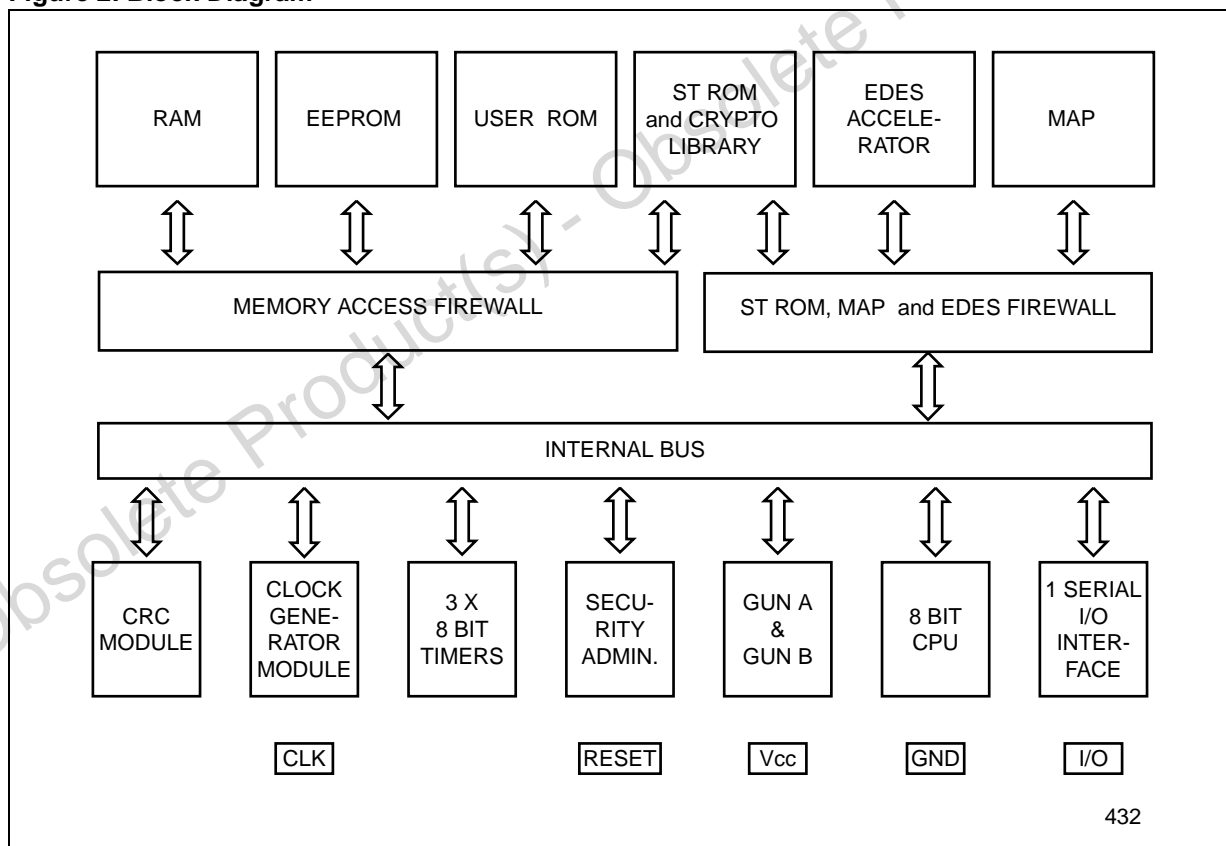 Figure 2. Block Diagram
RAM
EEPROM
USER ROM
ST ROM
and CRYPTO
LIBRARY
EDES
ACCELE-
RATOR
MAP
MEMORY ACCESS FIREWALL
ST ROM, MAP and EDES FIREWALL
INTERNAL BUS
CRC
MODULE
CLOCK
GENE-
RATOR
MODULE
3 X
8 BIT
TIMERS
SECU-
RITY
ADMIN.
GUN A
&
GUN B
8 BIT
CPU
1 SERIAL
I/O
INTER-
FACE
CLK
RESET
Vcc
GND
I/O
432
Obsolete Product(s) - Obsolete